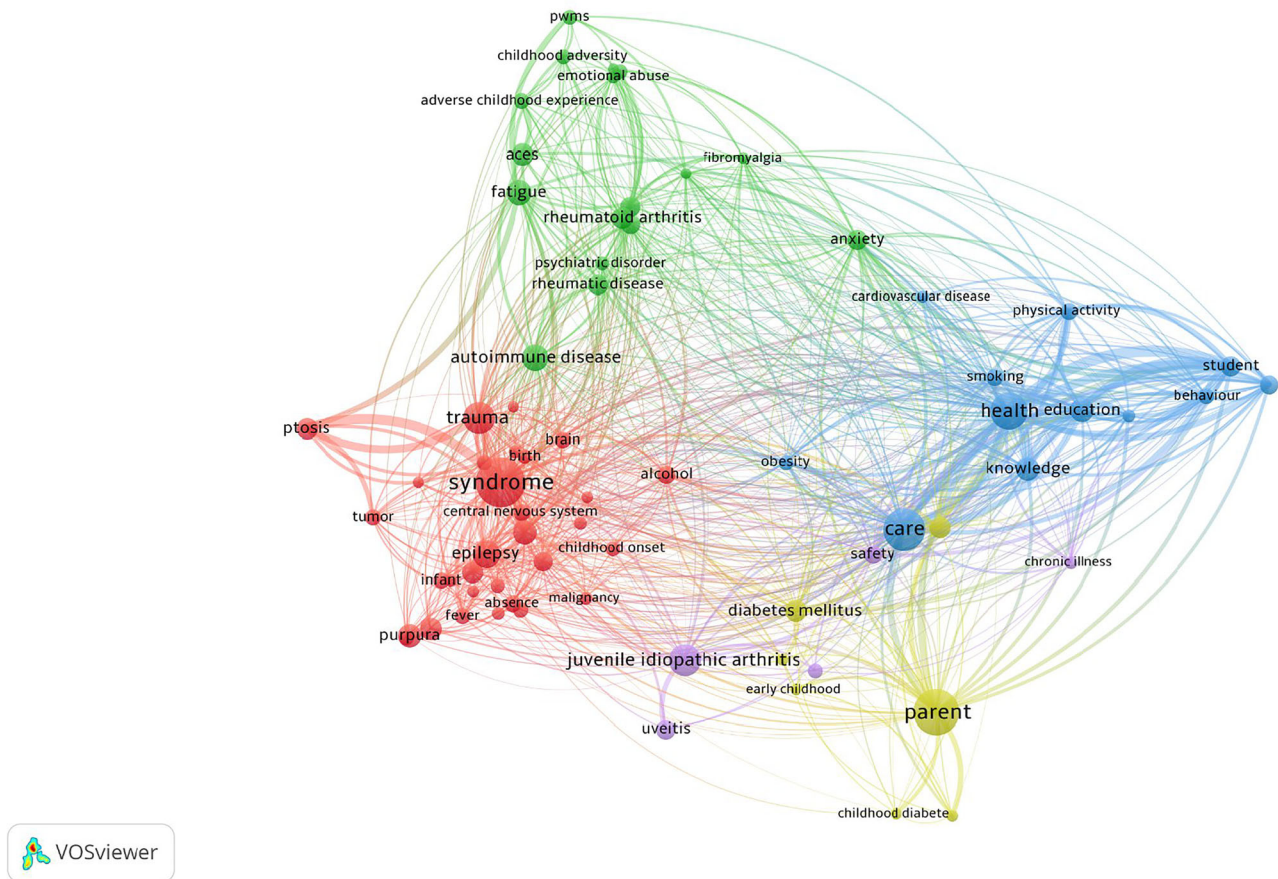 pwms
childhood adversity
emotional abuse
adverse childhood experience
aces
fibromyalgia
fatigue
rheumatoid arthritis
anxiety
psychiatric disorder
rheumatic disease
cardiovascular disease
physical activity
autoimmune disease
student
smoking
behaviour
health
education
trauma
ptosis
brain
birth
obesity
knowledge
alcohol
syndrome
central nervous system
tumor
care
epilepsy
childhood onset
safety
chronic illness
infant
absence
malignancy
fever
diabetes mellitus
purpura
juvenile idiopathic arthritis
early childhood
parent
uveitis
childhood diabete
VOSviewer